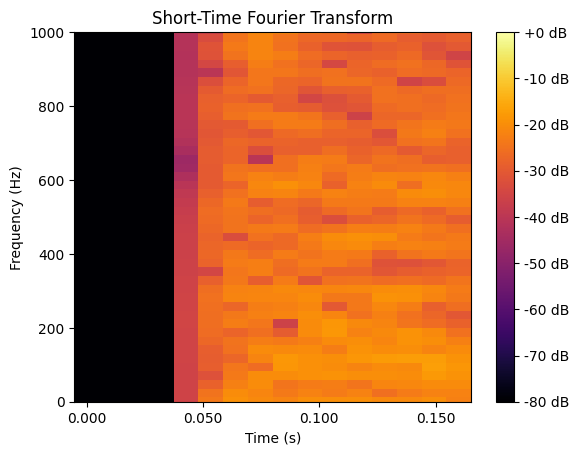 Short-Time Fourier Transform
1000
800
600
400
200
0
Frequency (Hz)
0.000
0.050
0.100
0.150
Time (s)
+0 dB
-10 dB
-20 dB
-30 dB
-40 dB
-50 dB
-60 dB
-70 dB
-80 dB